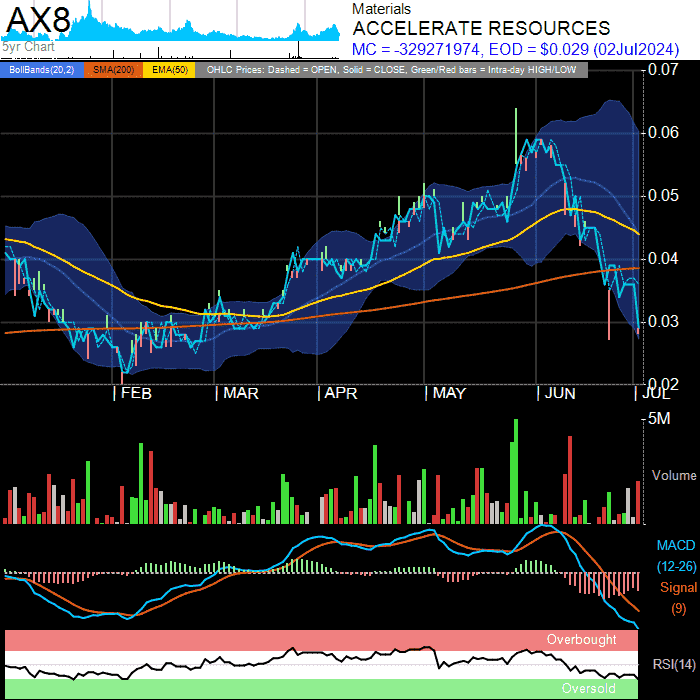 AX8
5yr Chart
Materials
ACCELERATE RESOURCES
MC = -329271974, EOD = $0.029 (02Jul2024)
BollBands(20,2) SMA(200) EMA(50) OHLC Prices: Dashed = OPEN, Solid = CLOSE, Green/Red bars = Intra-day HIGH/LOW
0.07
0.06
0.05
0.04
0.03
0.02
FEB MAR APR MAY JUN JUL
5M
Volume
MACD
(12-26)
Signal
(9)
Overbought
RSI(14)
Oversold